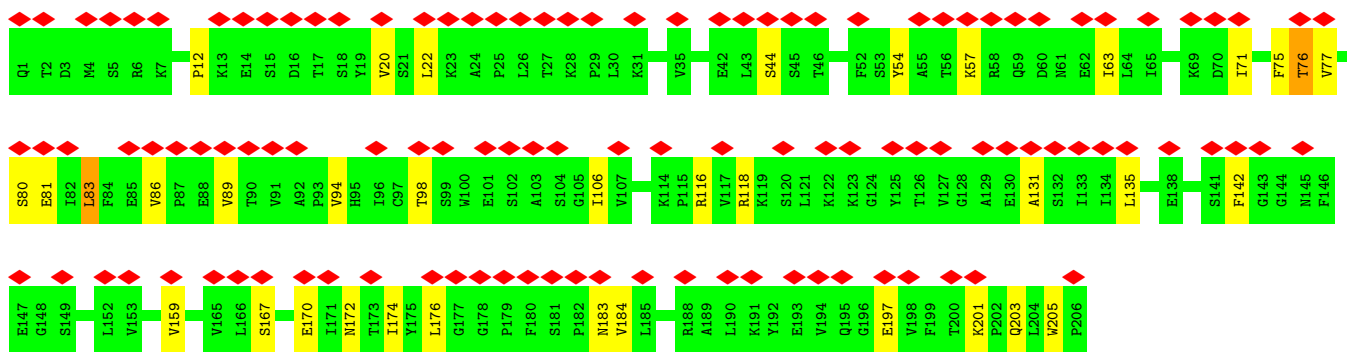 Q1 T2 D3 M4 S5 R6 K7 P12 K13 E14 S15 D16 T17 S18 Y19 V20 S21 L22 K23 A24 P25 L26 T27 K28 P29 L30 K31 V35 E42 L43 S44 S45 T46 F52 S53 Y54 A55 T56 K57 R58 Q59 D60 N61 E62 I63 L64 I65 K69 D70 I71 F75 T76 V77
S80 E81 I82 L83 F84 E85 V86 P87 E88 V89 T90 V91 A92 P93 V94 H95 I96 C97 T98 S99 W100 E101 S102 A103 S104 G105 I106 V107 K114 P115 R116 V117 R118 K119 S120 L121 K122 K123 G124 Y125 T126 V127 G128 A129 E130 A131 S132 I133 I134 L135 E138 S141 F142 G143 G144 N145 F146
E147 G148 S149 L152 V153 V159 V165 L166 S167 E170 I171 N172 T173 I174 Y175 L176 G177 G178 P179 F180 S181 P182 N183 V184 L185 R188 A189 L190 K191 Y192 E193 V194 Q195 G196 E197 V198 F199 T200 K201 P202 Q203 L204 W205 P206